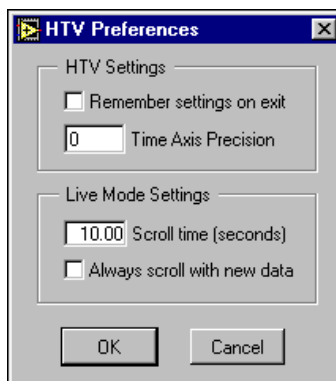 HTV Preferences
HTV Settings
Remember settings on exit
0 Time Axis Precision
Live Mode Settings
10.00 Scroll time (seconds)
Always scroll with new data
OK Cancel